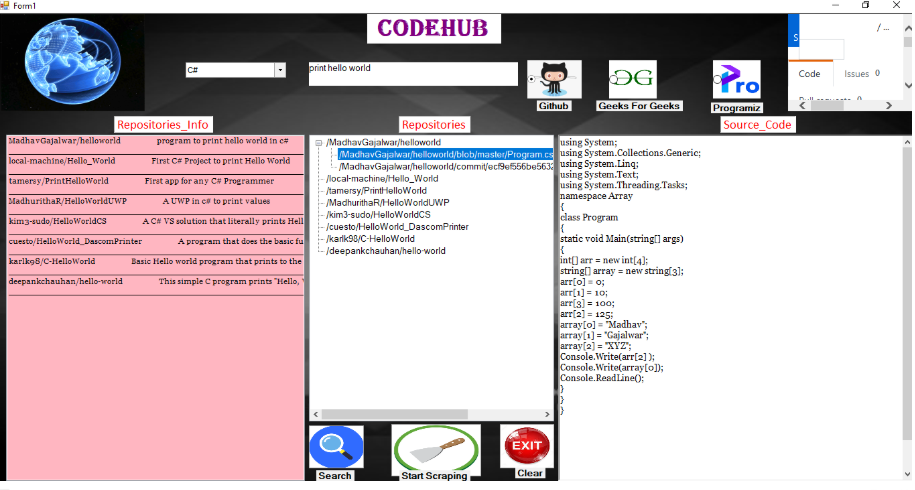 Form1
CODEHUB
/ ...
S
C#
print hello world
Code Issues 0
Pull requests 0
Github
Geeks For Geeks
Pro
Programiz
Repositories_Info
Repositories
Source_Code
MadhavGajalwar/helloworld program to print hello world in c#
local-machine/Hello_World First C# Project to print Hello World
tamersy/PrintHelloWorld First app for any C# Programmer
MadhurithaR/HelloWorldUWP A UWP in c# to print values
kim3-sudo/HelloWorldCS A C# VS solution that literally prints Hell
cuesto/HelloWorld_DascomPrinter A program that does the basic fu
karlk98/C-HelloWorld Basic Hello world program that prints to the
deepankchauhan/hello-world This simple C program prints "Hello,
/MadhavGajalwar/helloworld
/MadhavGajalwar/helloworld/blob/master/Program.cs
/MadhavGajalwar/helloworld/commit/ecf9ef556be5632
/local-machine/Hello_World
/tamersy/PrintHelloWorld
/MadhurithaR/HelloWorldUWP
/kim3-sudo/HelloWorldCS
/cuesto/HelloWorld_DascomPrinter
/karlk98/C-HelloWorld
/deepankchauhan/hello-world
using System;
using System.Collections.Generic;
using System.Linq;
using System.Text;
using System.Threading.Tasks;
namespace Array
{
class Program
{
static void Main(string[] args)
{
int[] arr = new int[4];
string[] array = new string[3];
arr[0] = 0;
arr[1] = 10;
arr[3] = 100;
arr[2] = 125;
array[0] = "Madhav";
array[1] = "Gajalwar";
array[2] = "XYZ";
Console.Write(arr[2] );
Console.Write(array[0]);
Console.ReadLine();
}
}
}
EXIT
Search
Start Scraping
Clear